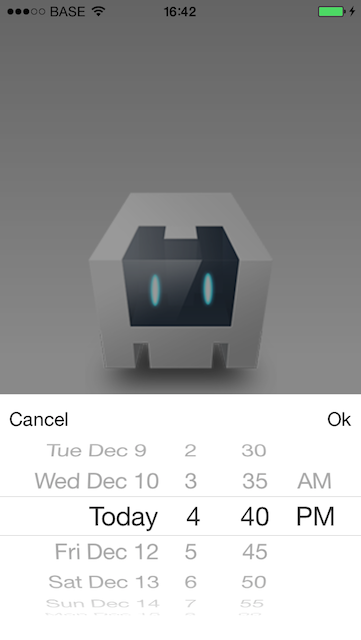 BASE 16:42
Cancel Ok
Tue Dec 9 2 30
Wed Dec 10 3 35 AM
Today 4 40 PM
Fri Dec 12 5 45
Sat Dec 13 6 50
Sun Dec 14 7 55